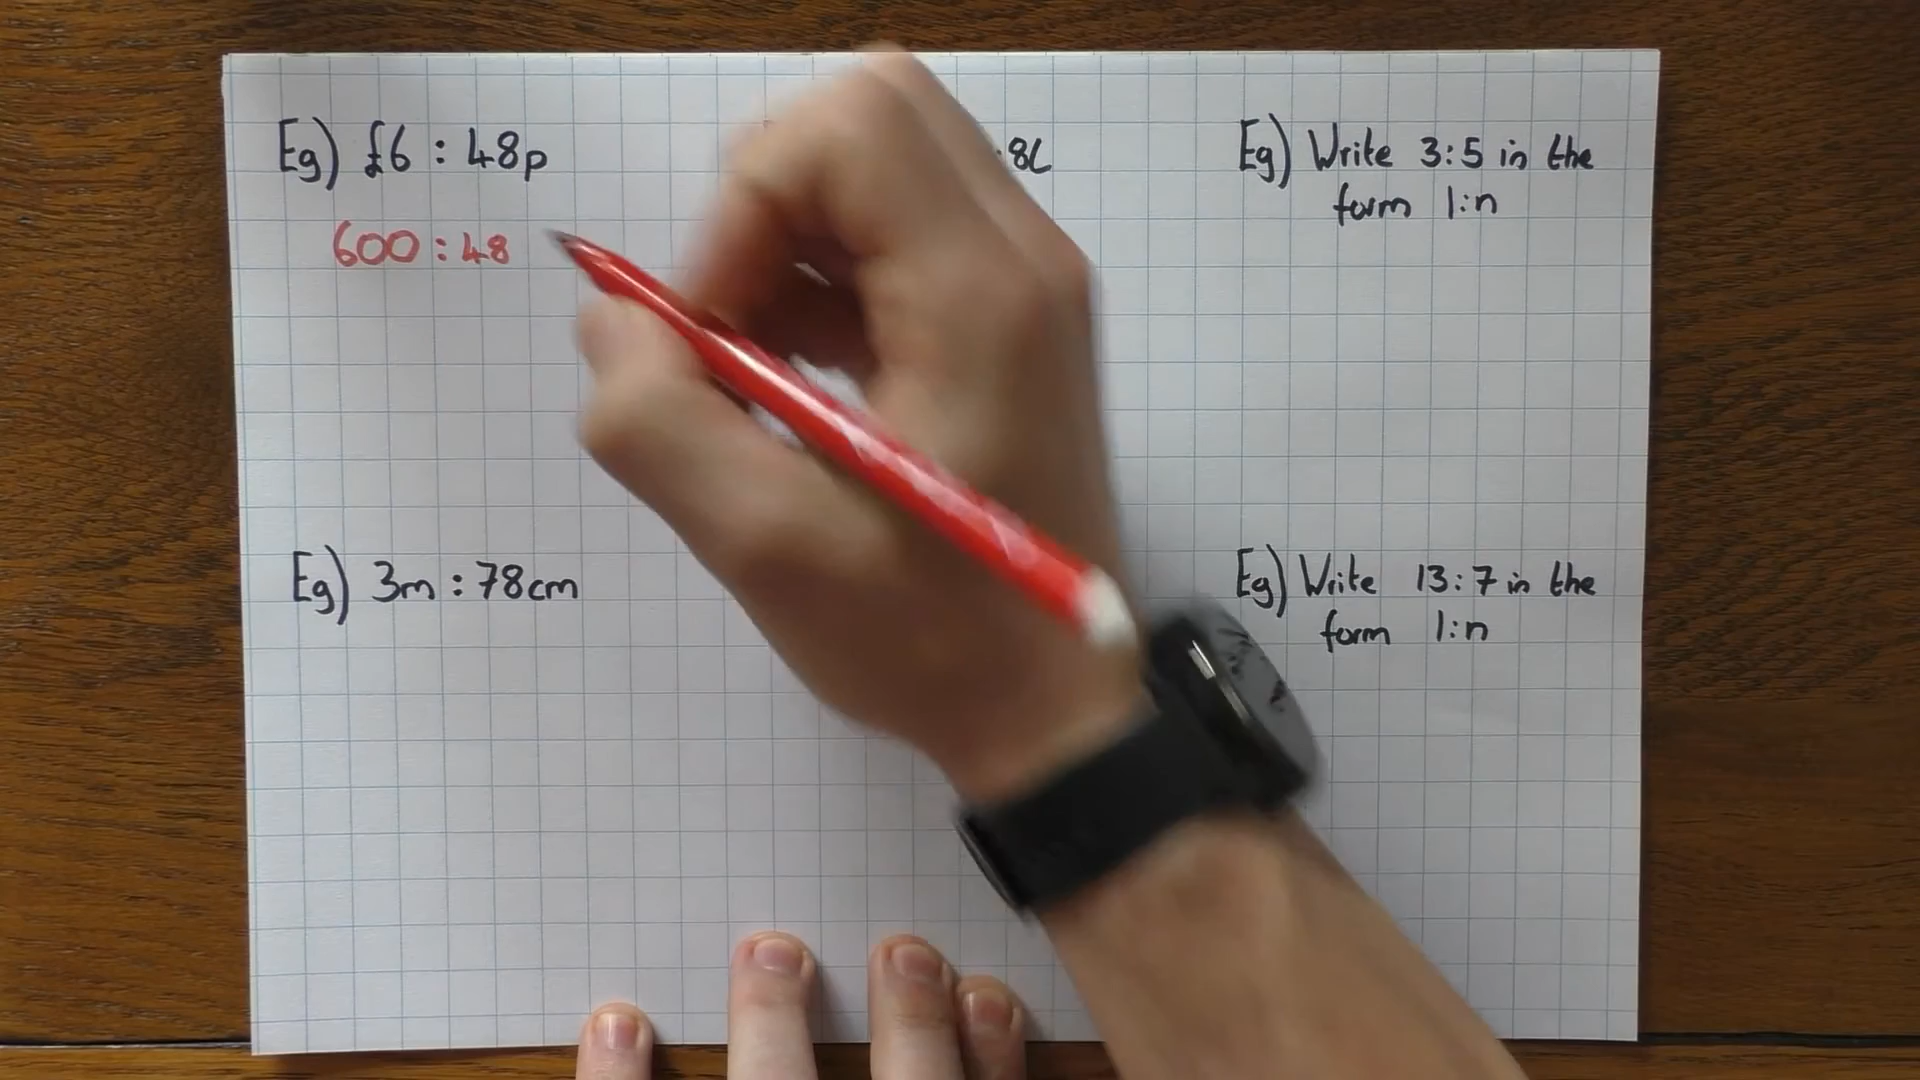 Eg) £6 : 48p
600 : 48
Eg) 3m : 78cm
:8L
Eg) Write 3:5 in the
form 1:n
Eg) Write 13:7 in the
form 1:n